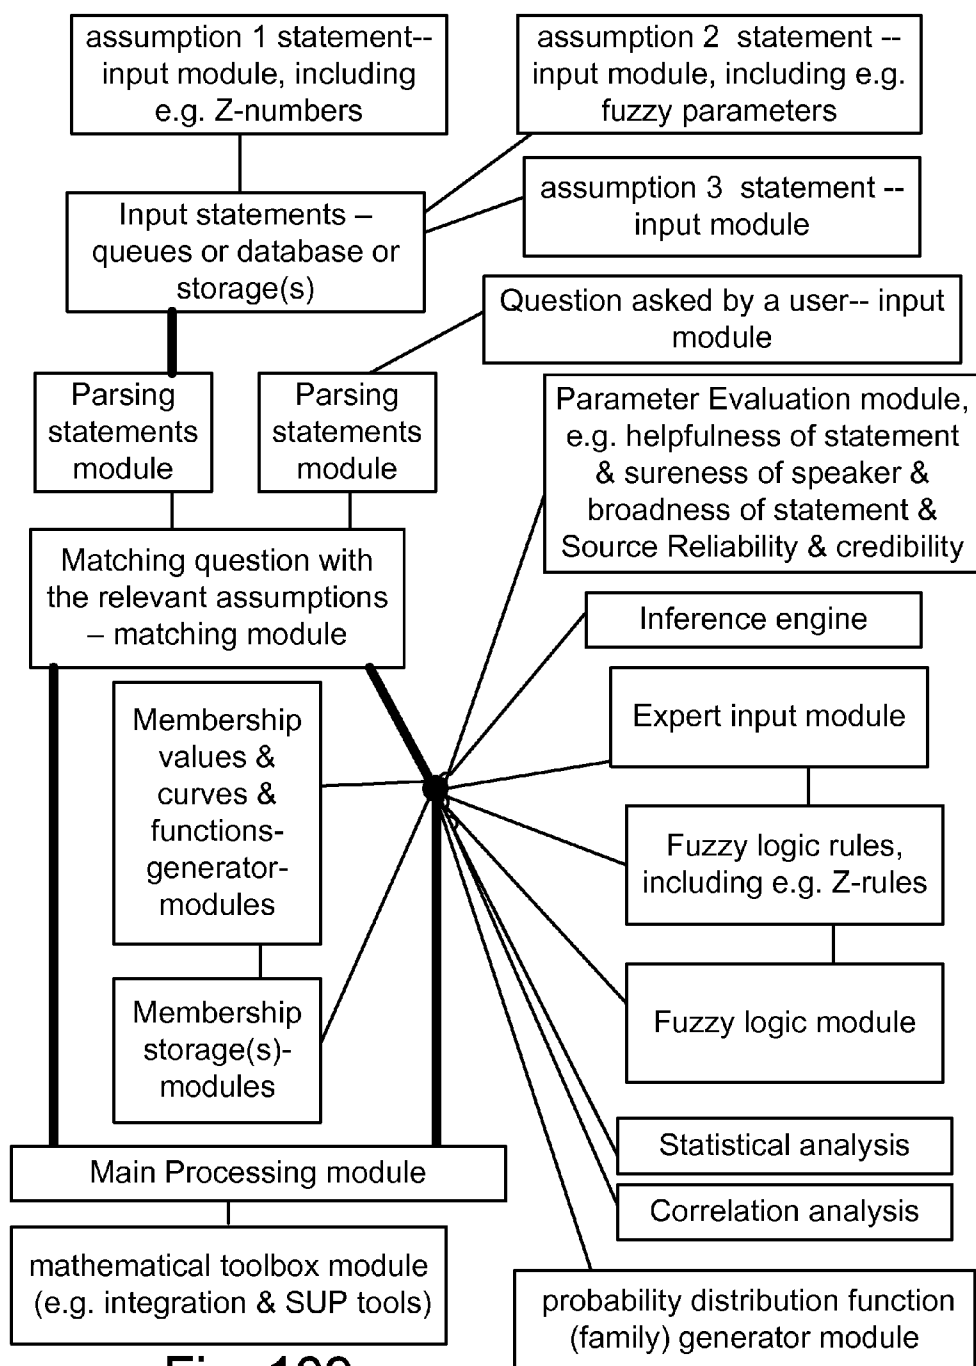 assumption 1 statement--
input module, including
e.g. Z-numbers
assumption 2  statement --
input module, including e.g.
fuzzy parameters
assumption 3  statement --
input module
Input statements –
queues or database or
storage(s)
Question asked by a user-- input
module
Parsing
statements
module
Parsing
statements
module
Parameter Evaluation module,
e.g. helpfulness of statement
& sureness of speaker &
broadness of statement &
Source Reliability & credibility
Matching question with
the relevant assumptions
– matching module
Inference engine
Expert input module
Membership
values &
curves &
functions-
generator-
modules
Fuzzy logic rules,
including e.g. Z-rules
Membership
storage(s)-
modules
Fuzzy logic module
Statistical analysis
Main Processing module
Correlation analysis
mathematical toolbox module
(e.g. integration & SUP tools)
probability distribution function
(family) generator module